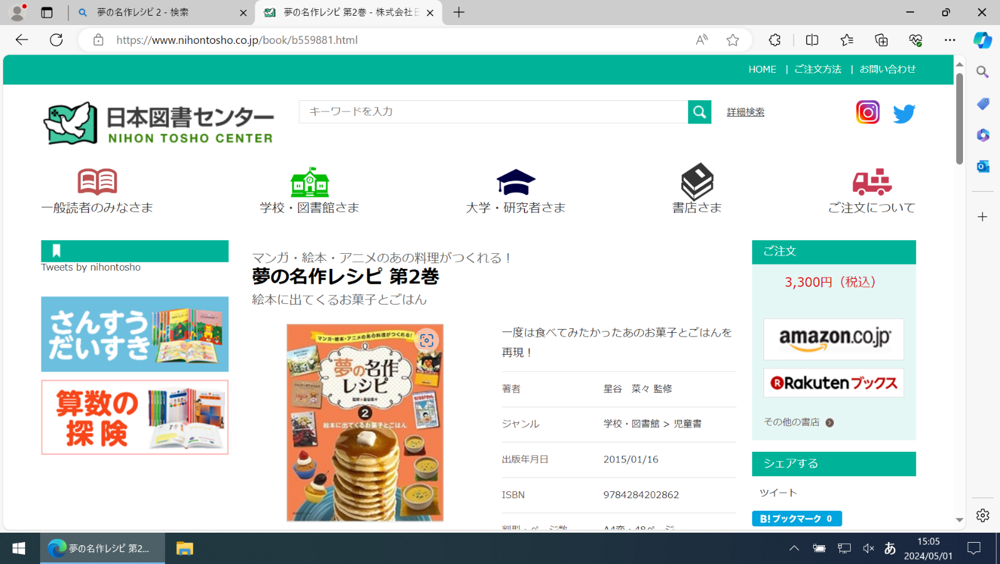 夢の名作レシピ 2 - 検索
夢の名作レシピ 第2巻 - 株式会社
https://www.nihontosho.co.jp/book/b559881.html
HOME | ご注文方法 | お問い合わせ
日本図書センター
NIHON TOSHO CENTER
キーワードを入力
詳細検索
一般読者のみなさま
学校・図書館さま
大学・研究者さま
書店さま
ご注文について
Tweets by nihontosho
さんすう
だいすき
算数の
探険
マンガ・絵本・アニメのあの料理がつくれる！
夢の名作レシピ 第2巻
絵本に出てくるお菓子とごはん
マンガ・絵本・アニメのあの料理がつくれる!
夢の名作
レシピ
監修●星谷菜々
2
絵本に出てくるお菓子とごはん
一度は食べてみたかったあのお菓子とごはんを
再現！
著者 星谷　菜々 監修
ジャンル 学校・図書館 > 児童書
出版年月日 2015/01/16
ISBN 9784284202862
判型・ページ数 A4変・48ページ
ご注文
3,300円（税込）
amazon.co.jp
Rakuten ブックス
その他の書店
シェアする
ツイート
B! ブックマーク 0
夢の名作レシピ 第2...
あ
15:05
2024/05/01